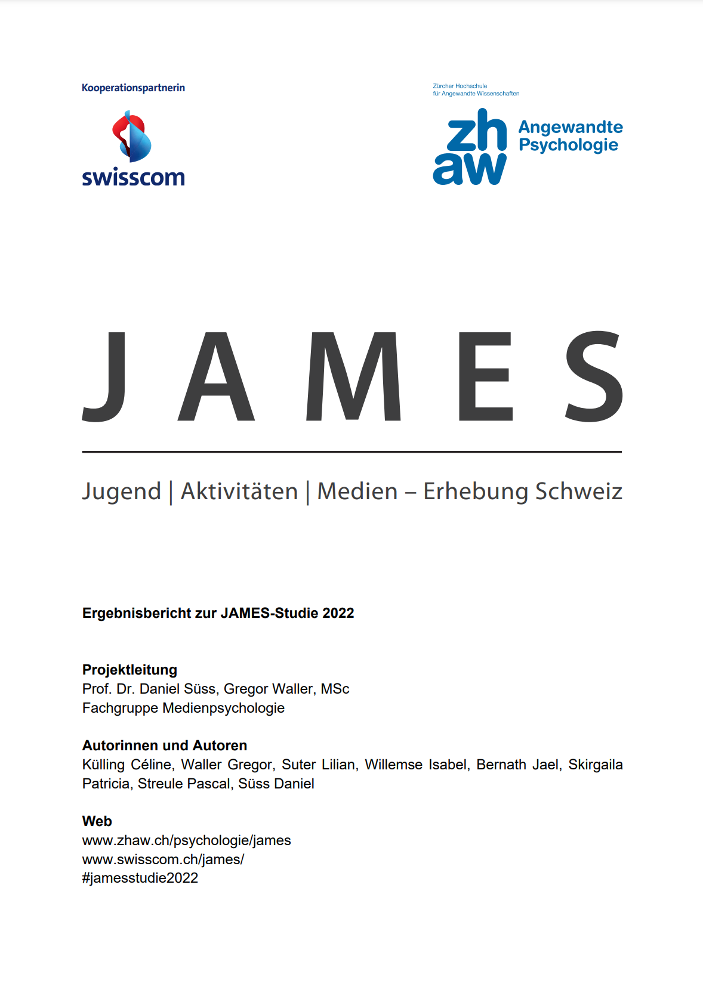 Kooperationspartnerin
swisscom
Zürcher Hochschule
für Angewandte Wissenschaften
zh
aw
Angewandte
Psychologie
JAMES
Jugend | Aktivitäten | Medien – Erhebung Schweiz
Ergebnisbericht zur JAMES-Studie 2022
Projektleitung
Prof. Dr. Daniel Süss, Gregor Waller, MSc
Fachgruppe Medienpsychologie
Autorinnen und Autoren
Külling Céline, Waller Gregor, Suter Lilian, Willemse Isabel, Bernath Jael, Skirgaila
Patricia, Streule Pascal, Süss Daniel
Web
www.zhaw.ch/psychologie/james
www.swisscom.ch/james/
#jamesstudie2022